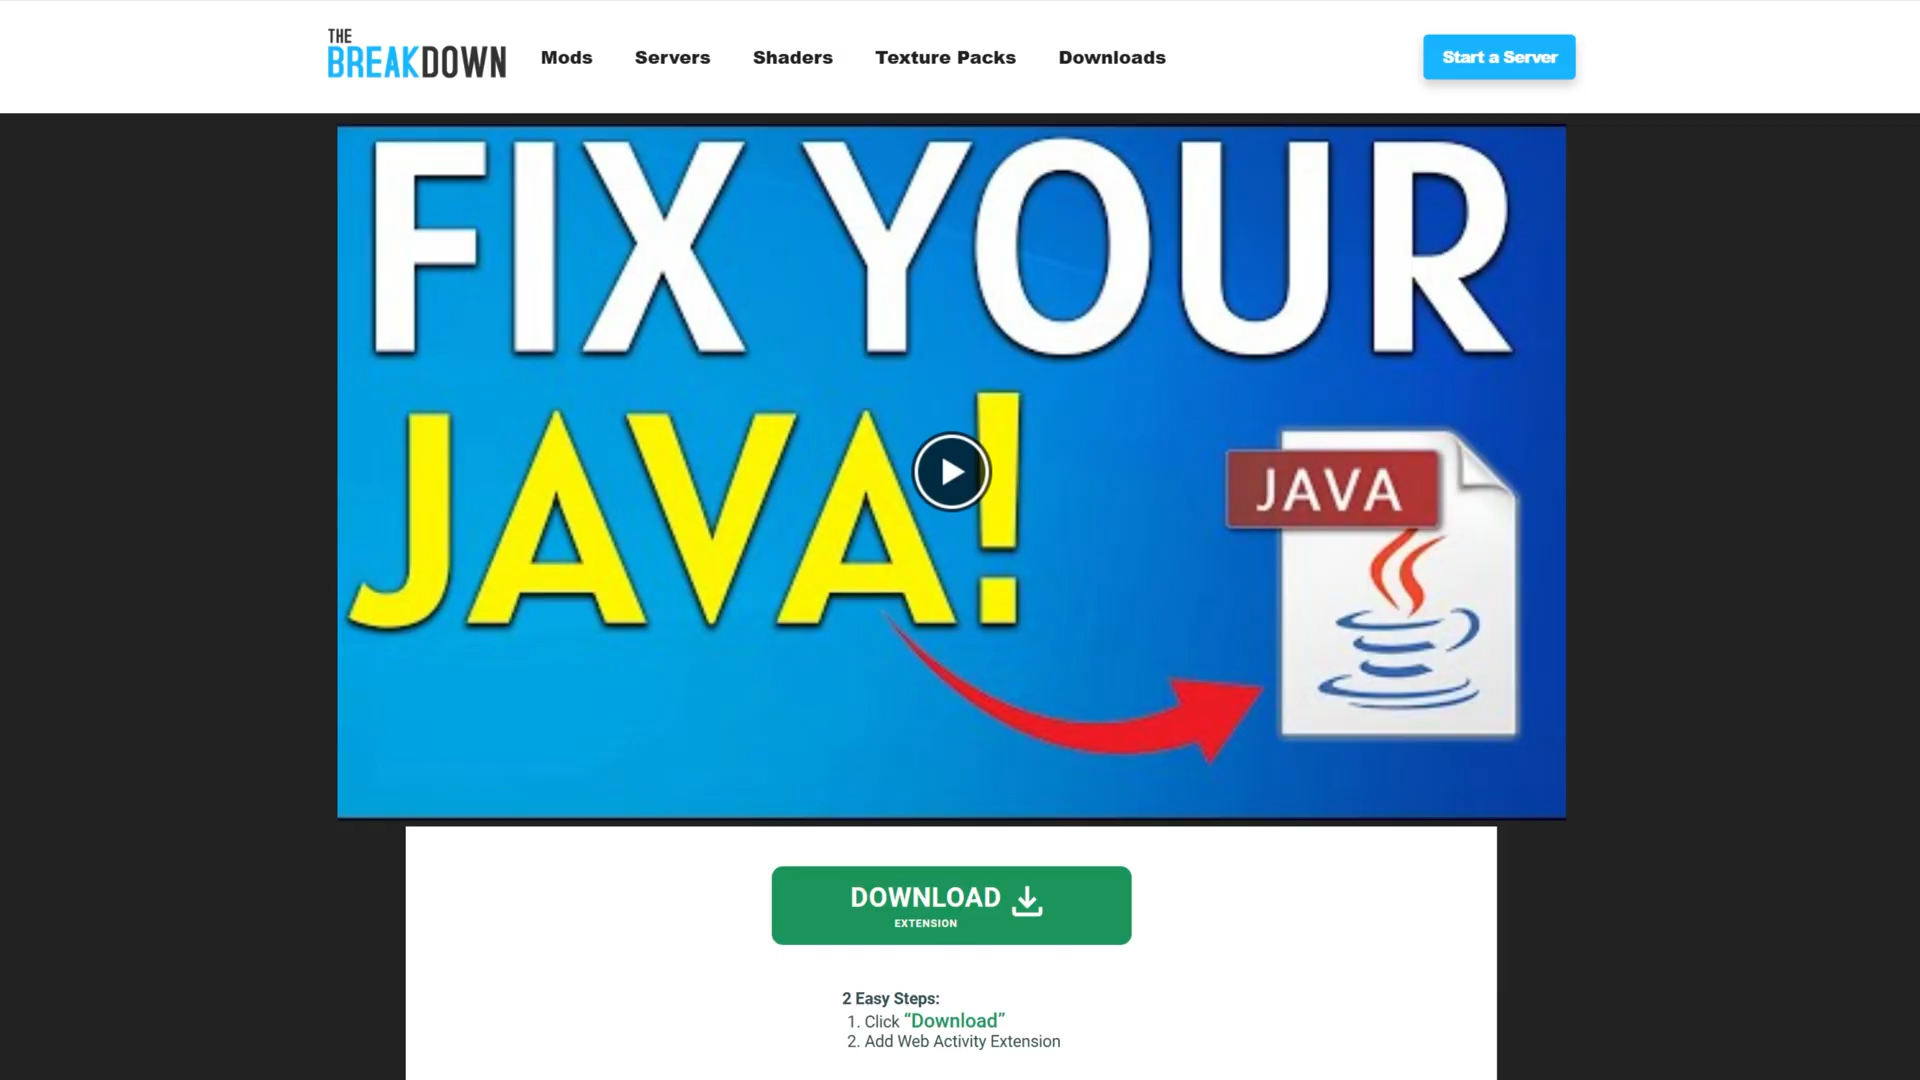 THE
BREAKDOWN
Mods
Servers
Shaders
Texture Packs
Downloads
Start a Server
FIX YOUR
JAVA!
JAVA
DOWNLOAD
EXTENSION
2 Easy Steps:
1. Click “Download”
2. Add Web Activity Extension